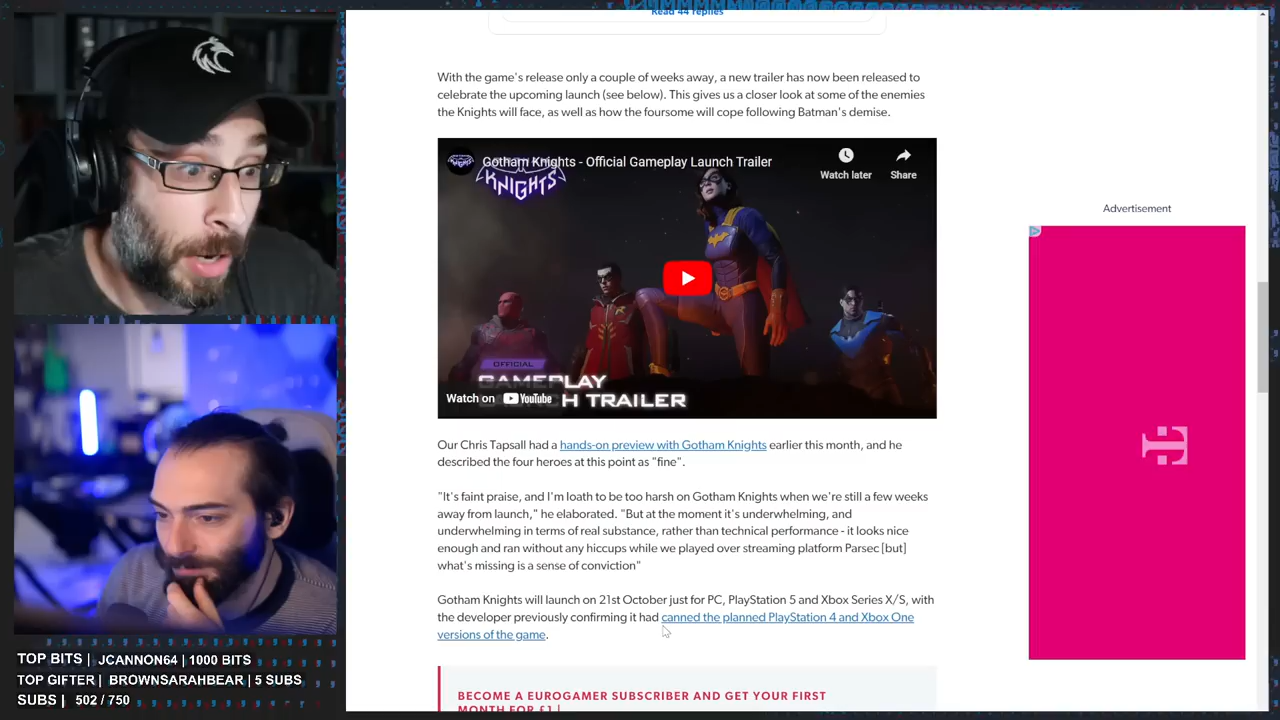 Read 44 replies
With the game's release only a couple of weeks away, a new trailer has now been released to
celebrate the upcoming launch (see below). This gives us a closer look at some of the enemies
the Knights will face, as well as how the foursome will cope following Batman's demise.
Gotham Knights - Official Gameplay Launch Trailer
Watch later
Share
KNIGHTS
OFFICIAL
GAMEPLAY
LAUNCH TRAILER
Watch on YouTube
Advertisement
Our Chris Tapsall had a hands-on preview with Gotham Knights earlier this month, and he
described the four heroes at this point as "fine".
"It's faint praise, and I'm loath to be too harsh on Gotham Knights when we're still a few weeks
away from launch," he elaborated. "But at the moment it's underwhelming, and
underwhelming in terms of real substance, rather than technical performance - it looks nice
enough and ran without any hiccups while we played over streaming platform Parsec [but]
what's missing is a sense of conviction"
Gotham Knights will launch on 21st October just for PC, PlayStation 5 and Xbox Series X/S, with
the developer previously confirming it had canned the planned PlayStation 4 and Xbox One
versions of the game.
BECOME A EUROGAMER SUBSCRIBER AND GET YOUR FIRST
MONTH FOR £1
TOP BITS | JCANNON64 | 1000 BITS
TOP GIFTER | BROWNSARAHBEAR | 5 SUBS
SUBS | 502 / 750